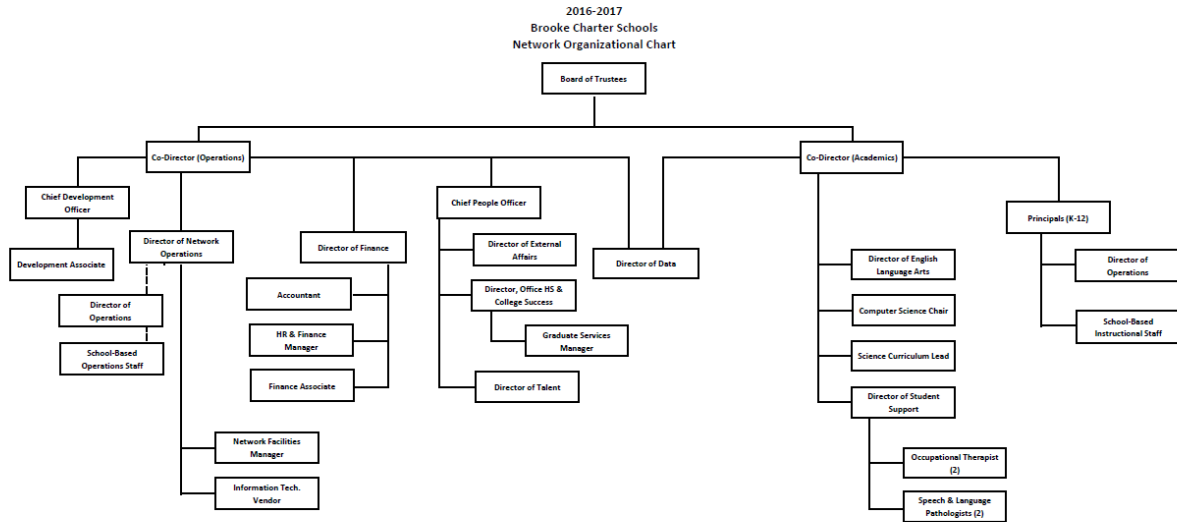 2016-2017
Brooke Charter Schools
Network Organizational Chart
Board of Trustees
Co-Director (Operations)
Co-Director (Academics)
Chief Development
Officer
Chief People Officer
Principals (K-12)
Development Associate
Director of Network
Operations
Director of Finance
Director of External
Affairs
Director of Data
Director of English
Language Arts
Director of
Operations
Director of
Operations
Accountant
Director, Office HS &
College Success
Computer Science Chair
School-Based
Instructional Staff
School-Based
Operations Staff
HR & Finance
Manager
Graduate Services
Manager
Science Curriculum Lead
Finance Associate
Director of Talent
Director of Student
Support
Network Facilities
Manager
Occupational Therapist
(2)
Information Tech.
Vendor
Speech & Language
Pathologists (2)